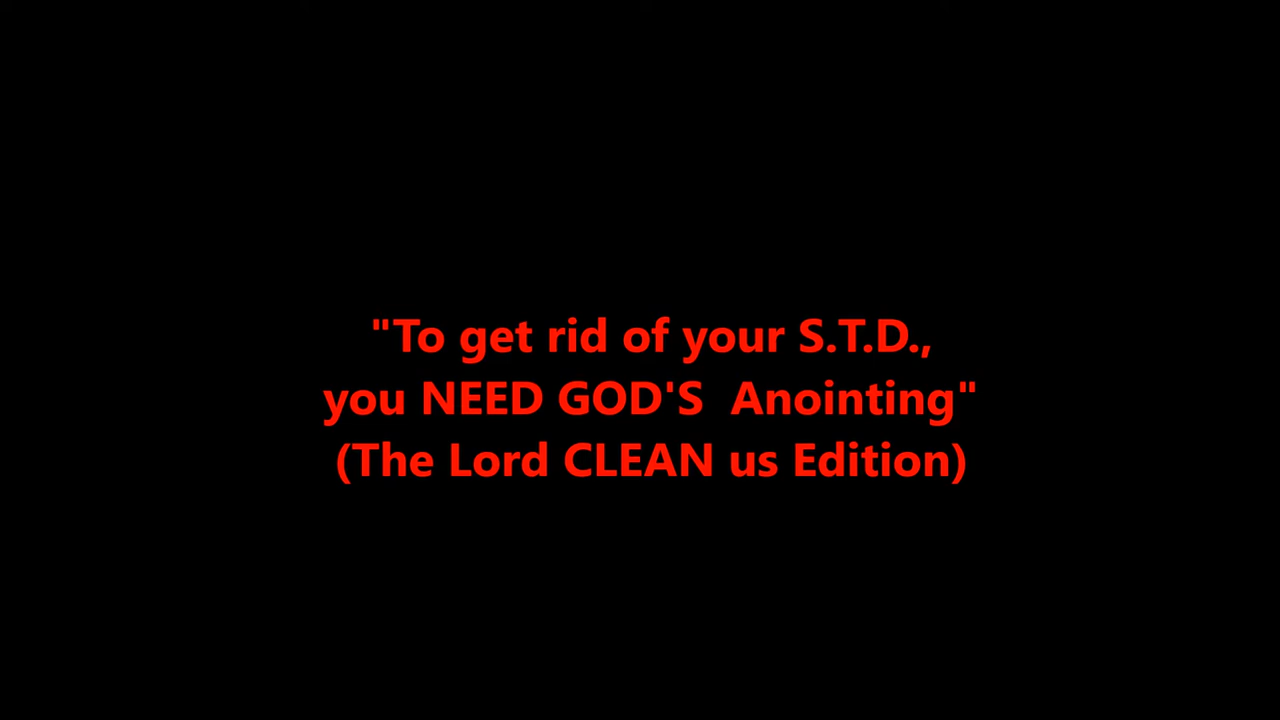 "To get rid of your S.T.D.,
you NEED GOD'S  Anointing"
(The Lord CLEAN us Edition)